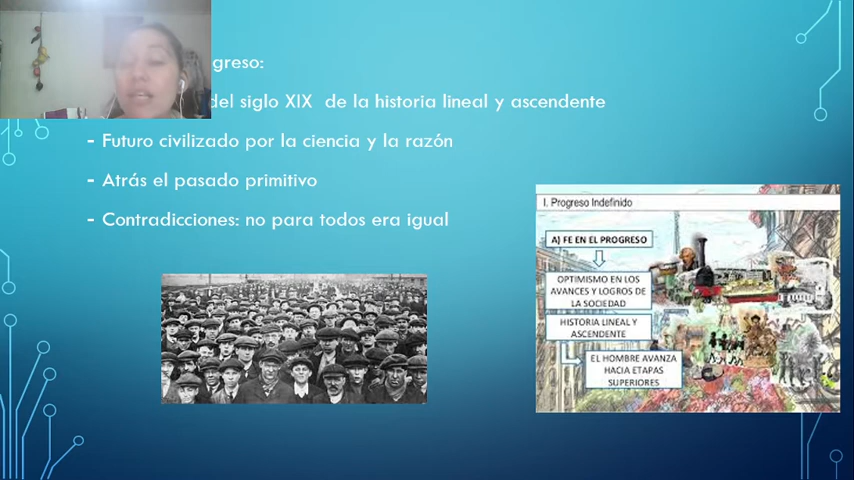 greso:
del siglo XIX de la historia lineal y ascendente
- Futuro civilizado por la ciencia y la razón
- Atrás el pasado primitivo
- Contradicciones: no para todos era igual
I. Progreso Indefinido
A) FE EN EL PROGRESO
OPTIMISMO EN LOS
AVANCES Y LOGROS DE
LA SOCIEDAD
HISTORIA LINEAL Y
ASCENDENTE
EL HOMBRE AVANZA
HACIA ETAPAS
SUPERIORES